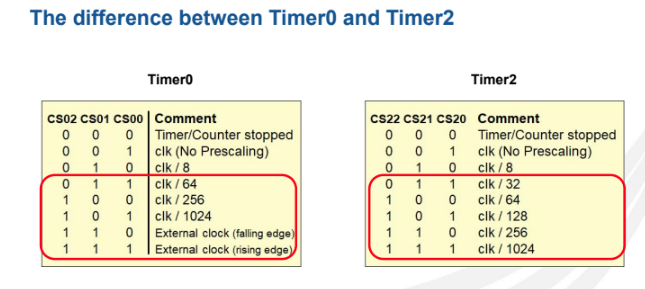 The difference between Timer0 and Timer2
Timer0
CS02 CS01 CS00 Comment
0 0 0 Timer/Counter stopped
0 0 1 clk (No Prescaling)
0 1 0 clk / 8
0 1 1 clk / 64
1 0 0 clk / 256
1 0 1 clk / 1024
1 1 0 External clock (falling edge)
1 1 1 External clock (rising edge)
Timer2
CS22 CS21 CS20 Comment
0 0 0 Timer/Counter stopped
0 0 1 clk (No Prescaling)
0 1 0 clk / 8
0 1 1 clk / 32
1 0 0 clk / 64
1 0 1 clk / 128
1 1 0 clk / 256
1 1 1 clk / 1024